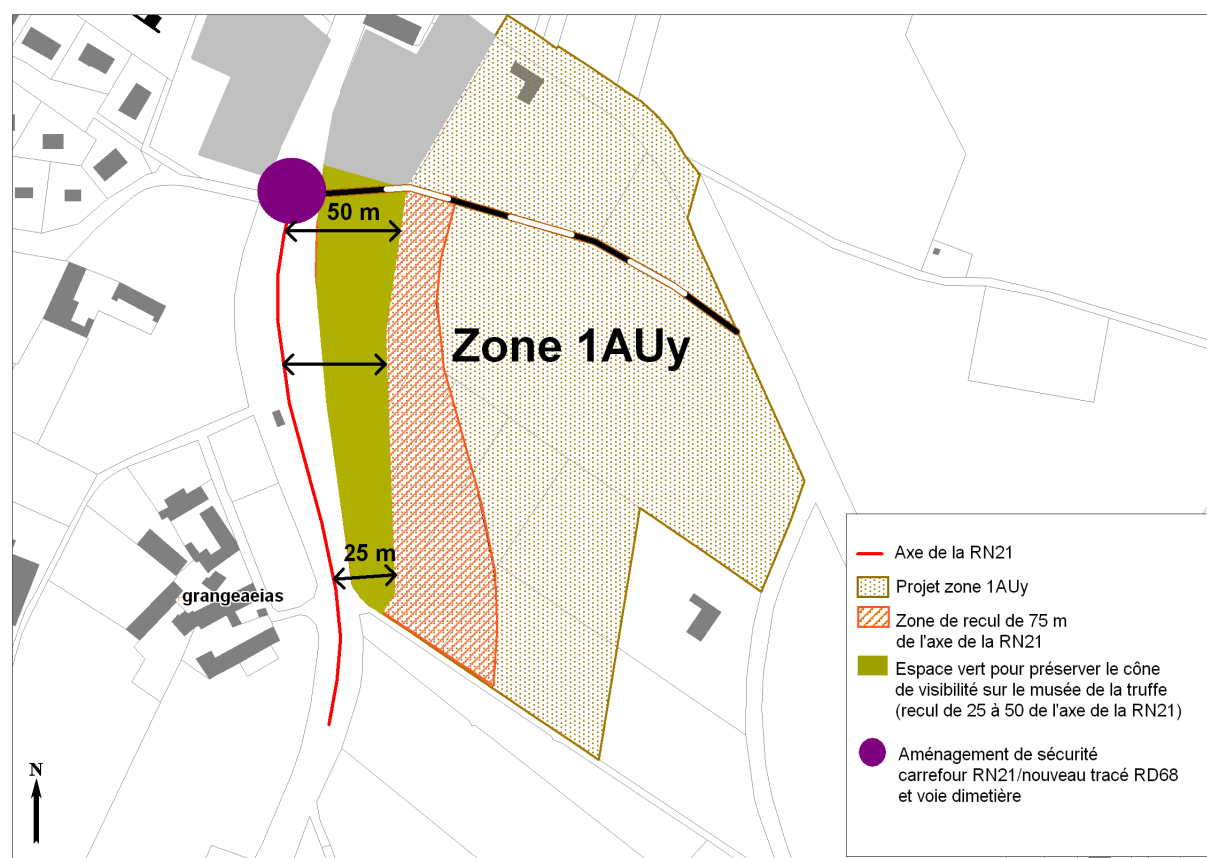 50 m
Zone 1AUy
25 m
grangeaeias
N
Axe de la RN21
Projet zone 1AUy
Zone de recul de 75 m
de l'axe de la RN21
Espace vert pour préserver le cône
de visibilité sur le musée de la truffe
(recul de 25 à 50 de l'axe de la RN21)
Aménagement de sécurité
carrefour RN21/nouveau tracé RD68
et voie dimetière